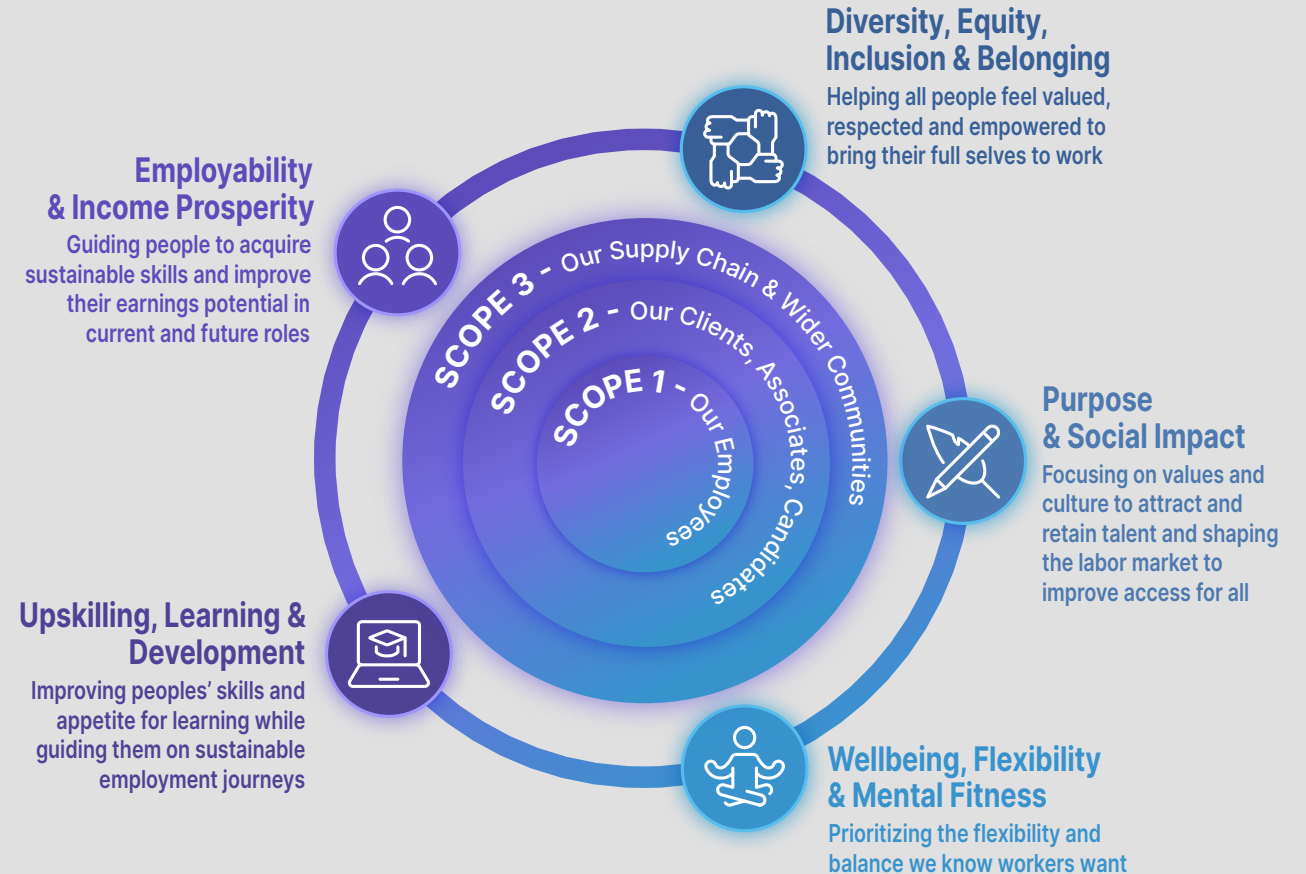 Diversity, Equity,
Inclusion & Belonging
Helping all people feel valued,
respected and empowered to
bring their full selves to work
Employability
& Income Prosperity
Guiding people to acquire
sustainable skills and improve
their earnings potential in
current and future roles
SCOPE 3 - Our Supply Chain & Wider Communities
SCOPE 2 - Our Clients, Associates, Candidates
SCOPE 1 - Our Employees
Purpose
& Social Impact
Focusing on values and
culture to attract and
retain talent and shaping
the labor market to
improve access for all
Upskilling, Learning &
Development
Improving peoples’ skills and
appetite for learning while
guiding them on sustainable
employment journeys
Wellbeing, Flexibility
& Mental Fitness
Prioritizing the flexibility and
balance we know workers want